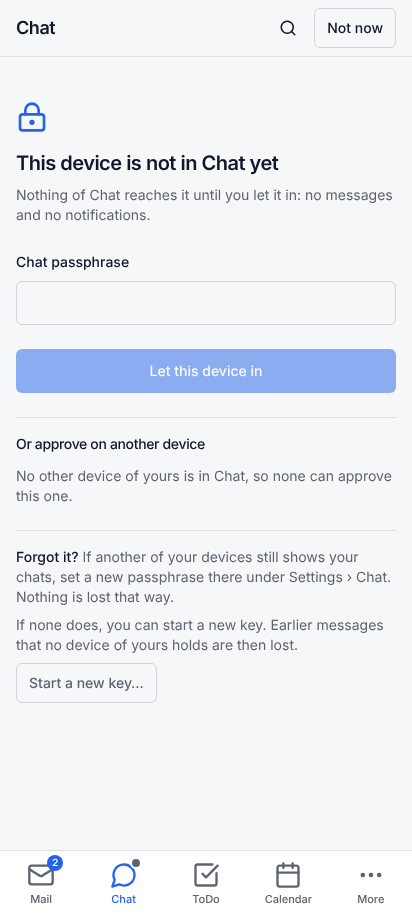 Chat
Not now
This device is not in Chat yet
Nothing of Chat reaches it until you let it in: no messages
and no notifications.
Chat passphrase
Let this device in
Or approve on another device
No other device of yours is in Chat, so none can approve
this one.
Forgot it? If another of your devices still shows your
chats, set a new passphrase there under Settings › Chat.
Nothing is lost that way.
If none does, you can start a new key. Earlier messages
that no device of yours holds are then lost.
Start a new key...
2
Mail
Chat
ToDo
Calendar
More